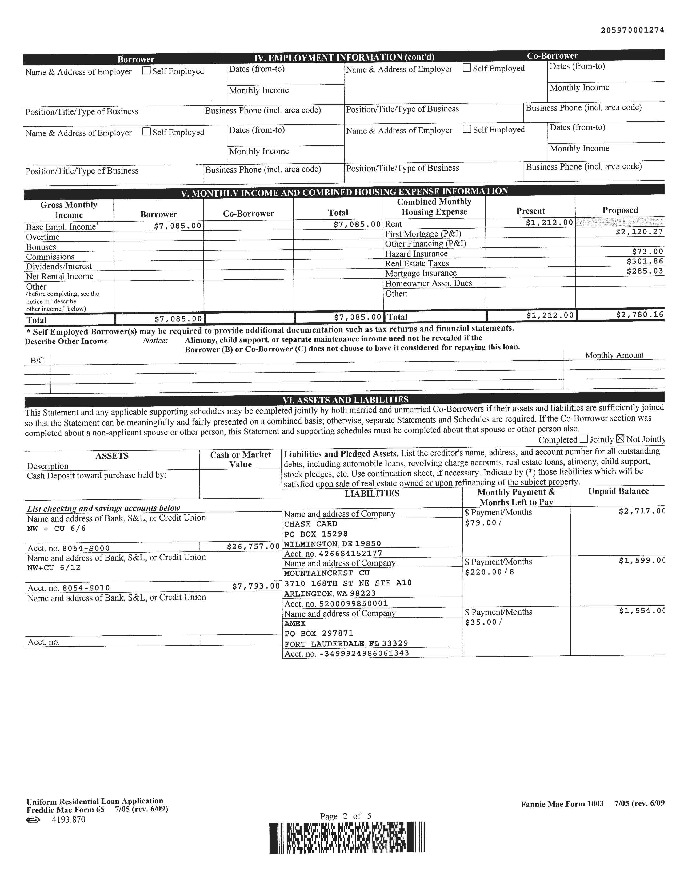 205970001274
Borrower IV. EMPLOYMENT INFORMATION (cont'd) Co-Borrower
Name & Address of Employer Self Employed Dates (from-to) Name & Address of Employer Self Employed Dates (from-to)
Monthly Income Monthly Income
Position/Title/Type of Business Business Phone (incl. area code) Position/Title/Type of Business Business Phone (incl. area code)
Name & Address of Employer Self Employed Dates (from-to) Name & Address of Employer Self Employed Dates (from-to)
Monthly Income Monthly Income
Position/Title/Type of Business Business Phone (incl. area code) Position/Title/Type of Business Business Phone (incl. area code)
V. MONTHLY INCOME AND COMBINED HOUSING EXPENSE INFORMATION
Gross Monthly Income Borrower Co-Borrower Total Combined Monthly Housing Expense Present Proposed
Base Empl. Income* $7,085.00 $7,085.00 Rent $1,212.00
Overtime First Mortgage (P&I) $2,120.27
Bonuses Other Financing (P&I)
Commissions Hazard Insurance $73.00
Dividends/Interest Real Estate Taxes $301.86
Net Rental Income Mortgage Insurance $285.03
Other Homeowner Assn. Dues
(before completing, see the notice in "describe other income" below) Other:
Total $7,085.00 $7,085.00 Total $1,212.00 $2,780.16
* Self Employed Borrower(s) may be required to provide additional documentation such as tax returns and financial statements.
Describe Other Income Notice: Alimony, child support, or separate maintenance income need not be revealed if the
Borrower (B) or Co-Borrower (C) does not choose to have it considered for repaying this loan.
B/C Monthly Amount
VI. ASSETS AND LIABILITIES
This Statement and any applicable supporting schedules may be completed jointly by both married and unmarried Co-Borrowers if their assets and liabilities are sufficiently joined
so that the Statement can be meaningfully and fairly presented on a combined basis; otherwise, separate Statements and Schedules are required. If the Co-Borrower section was
completed about a non-applicant spouse or other person, this Statement and supporting schedules must be completed about that spouse or other person also.
Completed Jointly Not Jointly
ASSETS Cash or Market Value
Description
Cash Deposit toward purchase held by:
Liabilities and Pledged Assets. List the creditor's name, address, and account number for all outstanding
debts, including automobile loans, revolving charge accounts, real estate loans, alimony, child support,
stock pledges, etc. Use continuation sheet, if necessary. Indicate by (*) those liabilities which will be
satisfied upon sale of real estate owned or upon refinancing of the subject property.
LIABILITIES Monthly Payment & Months Left to Pay Unpaid Balance
List checking and savings accounts below
Name and address of Bank, S&L, or Credit Union
NW + CU 6/6
Acct. no. 8054-S000 $26,757.00
Name and address of Bank, S&L, or Credit Union
NW+CU 6/12
Acct. no. 8054-9010 $7,793.00
Name and address of Bank, S&L, or Credit Union
Acct. no.
Name and address of Company $ Payment/Months $2,717.00
CHASE CARD $79.00/
PO BOX 15298
WILMINGTON, DE 19850
Acct. no. 426684152177
Name and address of Company $ Payment/Months $1,599.00
MOUNTAINCREST CU $220.00/8
3710 168TH ST NE STE A10
ARLINGTON, WA 98223
Acct. no. 5200099850001
Name and address of Company $ Payment/Months $1,554.00
AMEX $35.00/
PO BOX 297871
FORT LAUDERDALE FL 33329
Acct. no. -3499924986061343
Uniform Residential Loan Application
Freddie Mac Form 65 7/05 (rev. 6/09)
4193.870
Page 2 of 5
Fannie Mae Form 1003 7/05 (rev. 6/09